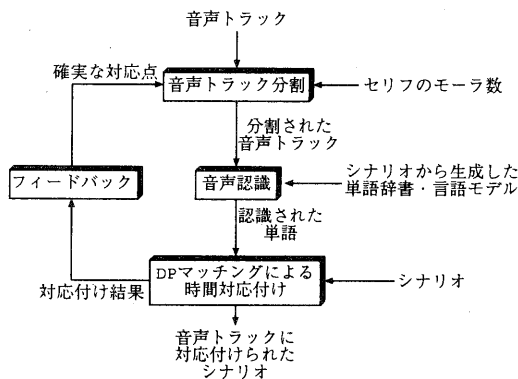 音声トラック
確実な対応点
音声トラック分割
セリフのモーラ数
分割された
音声トラック
フィードバック
音声認識
シナリオから生成した
単語辞書・言語モデル
認識された
単語
DPマッチングによる
時間対応付け
対応付け結果
シナリオ
音声トラックに
対応付けられた
シナリオ